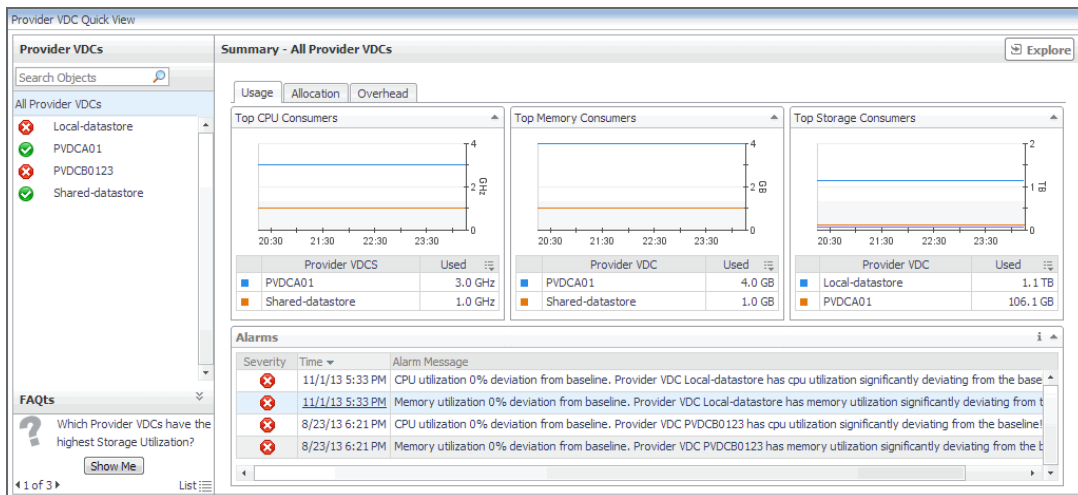 Provider VDC Quick View
Provider VDCs
Search Objects
All Provider VDCs
Local-datastore
PVDCA01
PVDCB0123
Shared-datastore
FAQts
Which Provider VDCs have the
highest Storage Utilization?
Show Me
1 of 3
List
Summary - All Provider VDCs
Explore
Usage Allocation Overhead
Top CPU Consumers
4
2
0
GHz
20:30 21:30 22:30 23:30
Provider VDCS Used
PVDCA01 3.0 GHz
Shared-datastore 1.0 GHz
Top Memory Consumers
4
2
0
GB
20:30 21:30 22:30 23:30
Provider VDC Used
PVDCA01 4.0 GB
Shared-datastore 1.0 GB
Top Storage Consumers
2
1
0
TB
20:30 21:30 22:30 23:30
Provider VDC Used
Local-datastore 1.1 TB
PVDCA01 106.1 GB
Alarms
Severity Time Alarm Message
11/1/13 5:33 PM CPU utilization 0% deviation from baseline. Provider VDC Local-datastore has cpu utilization significantly deviating from the base
11/1/13 5:33 PM Memory utilization 0% deviation from baseline. Provider VDC Local-datastore has memory utilization significantly deviating from t
8/23/13 6:21 PM CPU utilization 0% deviation from baseline. Provider VDC PVDCB0123 has cpu utilization significantly deviating from the baseline!
8/23/13 6:21 PM Memory utilization 0% deviation from baseline. Provider VDC PVDCB0123 has memory utilization significantly deviating from the b